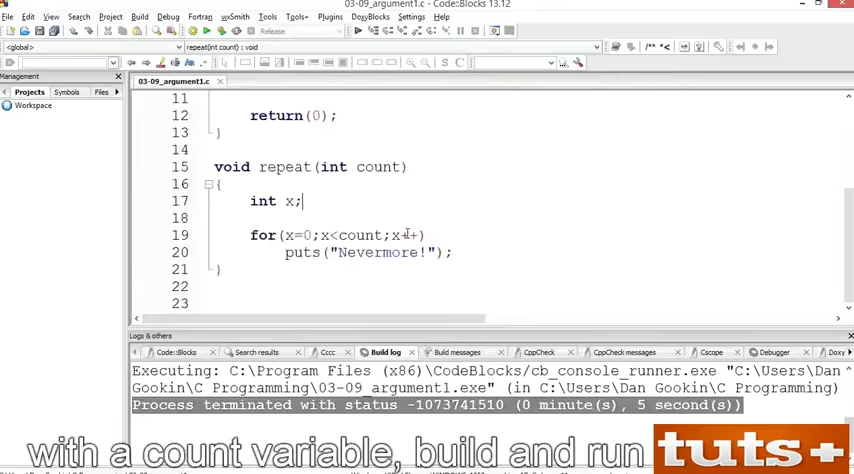 03-09_argument1.c - Code::Blocks 13.12
Edit View Search Project Build Debug Fortran wxSmith Tools Tools+ Plugins DoxyBlocks Settings Help
Release
<global>
repeat(int count) : void
/** *<
Management
Projects Symbols Files
Workspace
03-09_argument1.c
11
12 return(0);
13 }
14
15 void repeat(int count)
16 {
17 int x;
18
19 for(x=0;x<count;x++)
20 puts("Nevermore!");
21 }
22
23
Logs & others
Code::Blocks Search results Cccc Build log Build messages CppCheck CppCheck messages Cscope Debugger Doxy
Executing: C:\Program Files (x86)\CodeBlocks/cb_console_runner.exe "C:\Users\Dan
Gookin\C Programming\03-09_argument1.exe" (in C:\Users\Dan Gookin\C Programming)
Process terminated with status -1073741510 (0 minute(s), 5 second(s))
with a count variable, build and run
tuts+